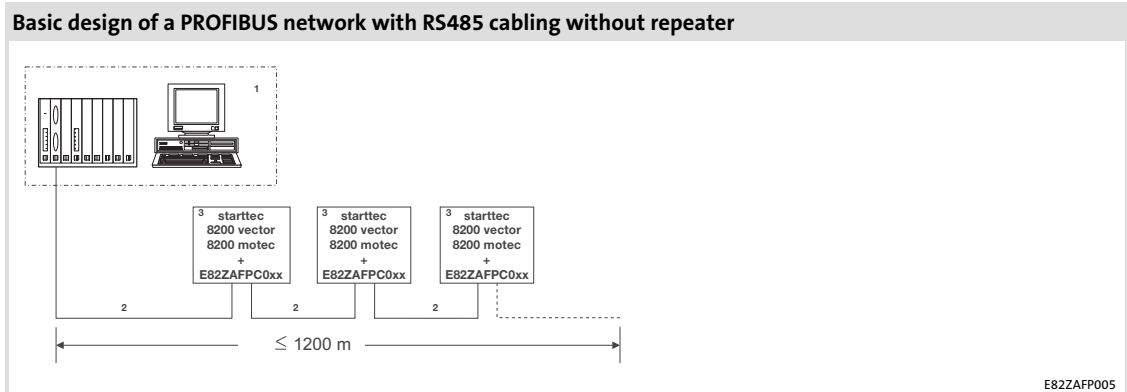 Basic design of a PROFIBUS network with RS485 cabling without repeater
1
3 starttec
8200 vector
8200 motec
+
E82ZAFPC0xx
3 starttec
8200 vector
8200 motec
+
E82ZAFPC0xx
3 starttec
8200 vector
8200 motec
+
E82ZAFPC0xx
2
2
2
≤ 1200 m
E82ZAFP005